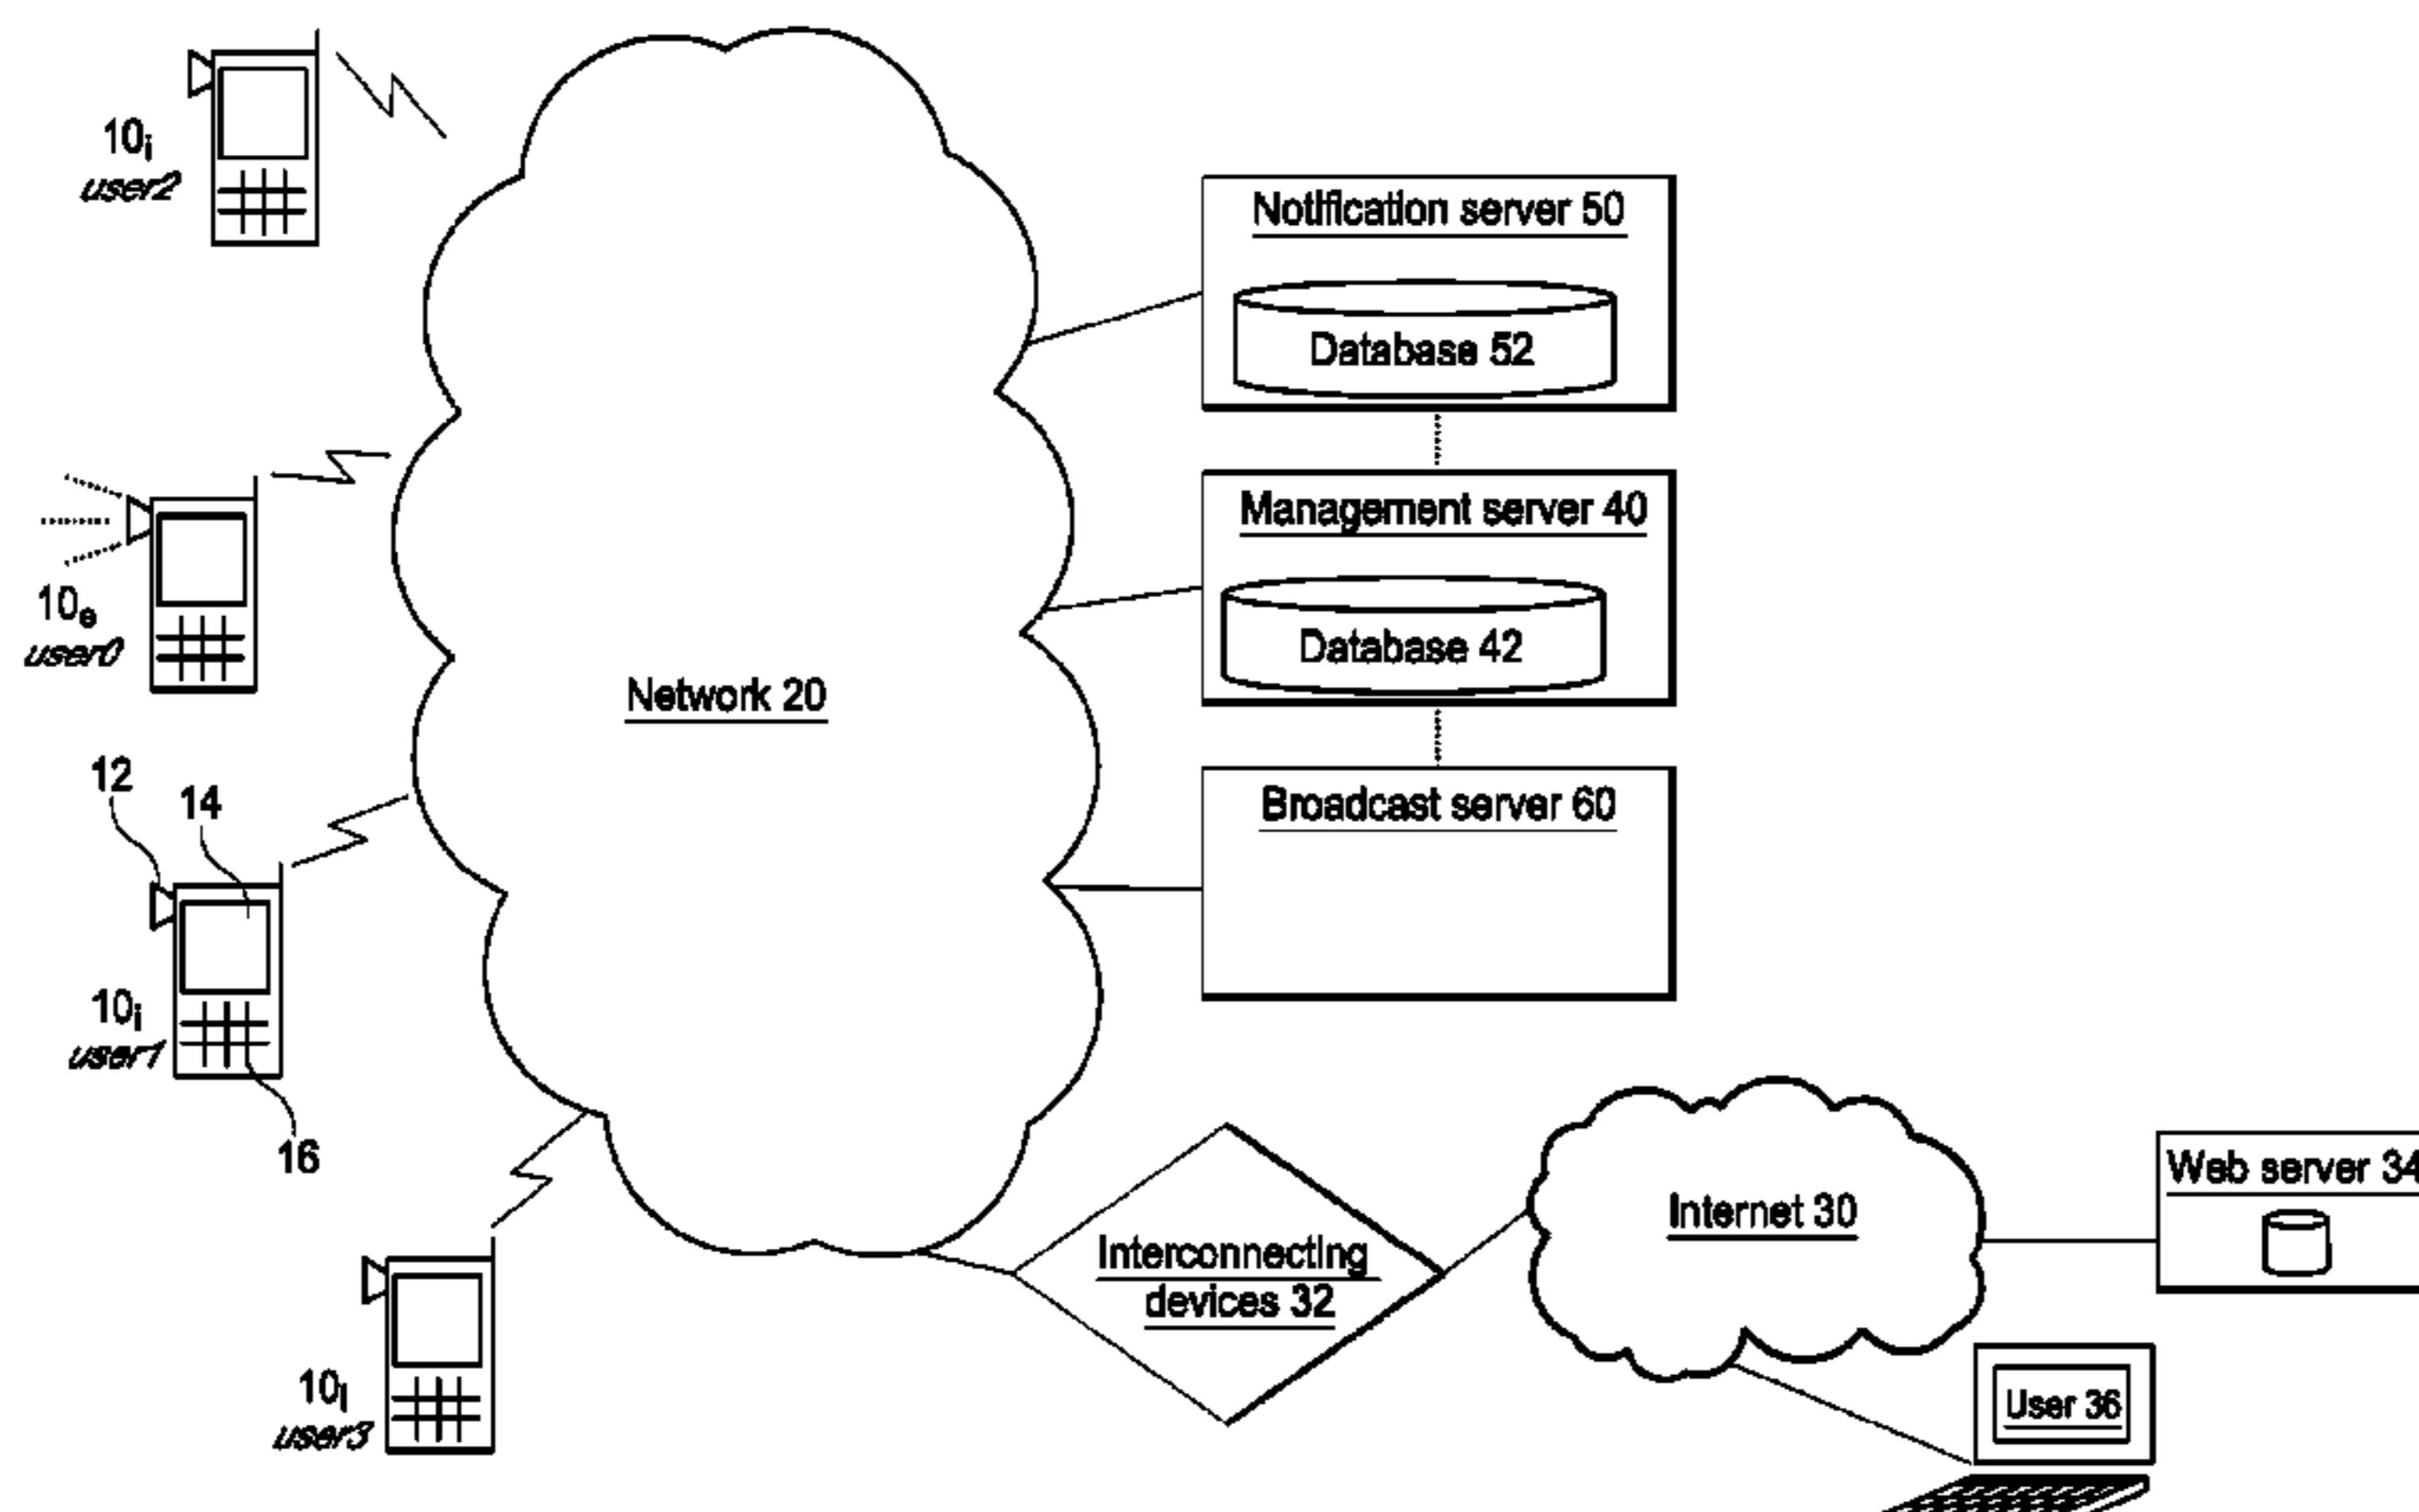 10i
user2
Notification server 50
Database 52
Management server 40
Database 42
10e
user0
Network 20
12
14
Broadcast server 60
10i
user1
16
Web server 34
Internet 30
Interconnecting
devices 32
10i
user3
User 36